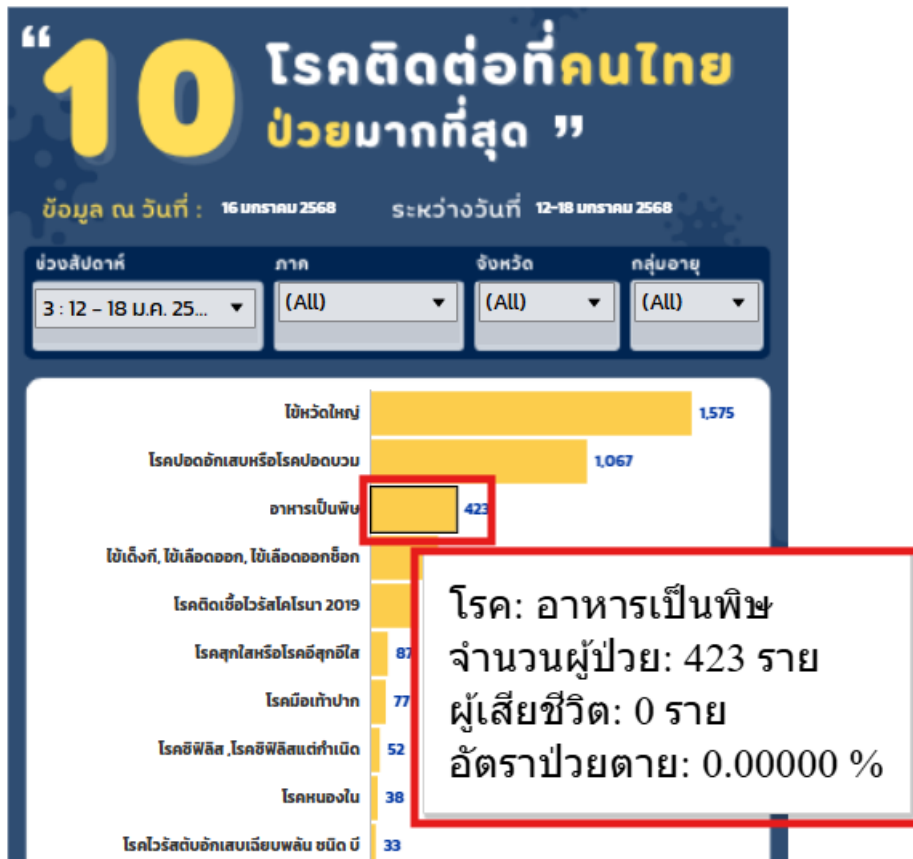 “10 โรคติดต่อที่คนไทย
ป่วยมากที่สุด ”
ข้อมูล ณ วันที่ : 16 มกราคม 2568 ระหว่างวันที่ 12-18 มกราคม 2568
ช่วงสัปดาห์ ภาค จังหวัด กลุ่มอายุ
3 : 12 – 18 ม.ค. 25... (All) (All) (All)
ไข้หวัดใหญ่ 1,575
โรคปอดอักเสบหรือโรคปอดบวม 1,067
อาหารเป็นพิษ 423
ไข้เด็งกี, ไข้เลือดออก, ไข้เลือดออกช็อก
โรคติดเชื้อไวรัสโคโรนา 2019
โรคสุกใสหรือโรคอีสุกอีใส 87
โรคมือเท้าปาก 77
โรคซิฟิลิส ,โรคซิฟิลิสแต่กำเนิด 52
โรคหนองใน 38
โรคไวรัสตับอักเสบเฉียบพลัน ชนิด บี 33
โรค: อาหารเป็นพิษ
จำนวนผู้ป่วย: 423 ราย
ผู้เสียชีวิต: 0 ราย
อัตราป่วยตาย: 0.00000 %